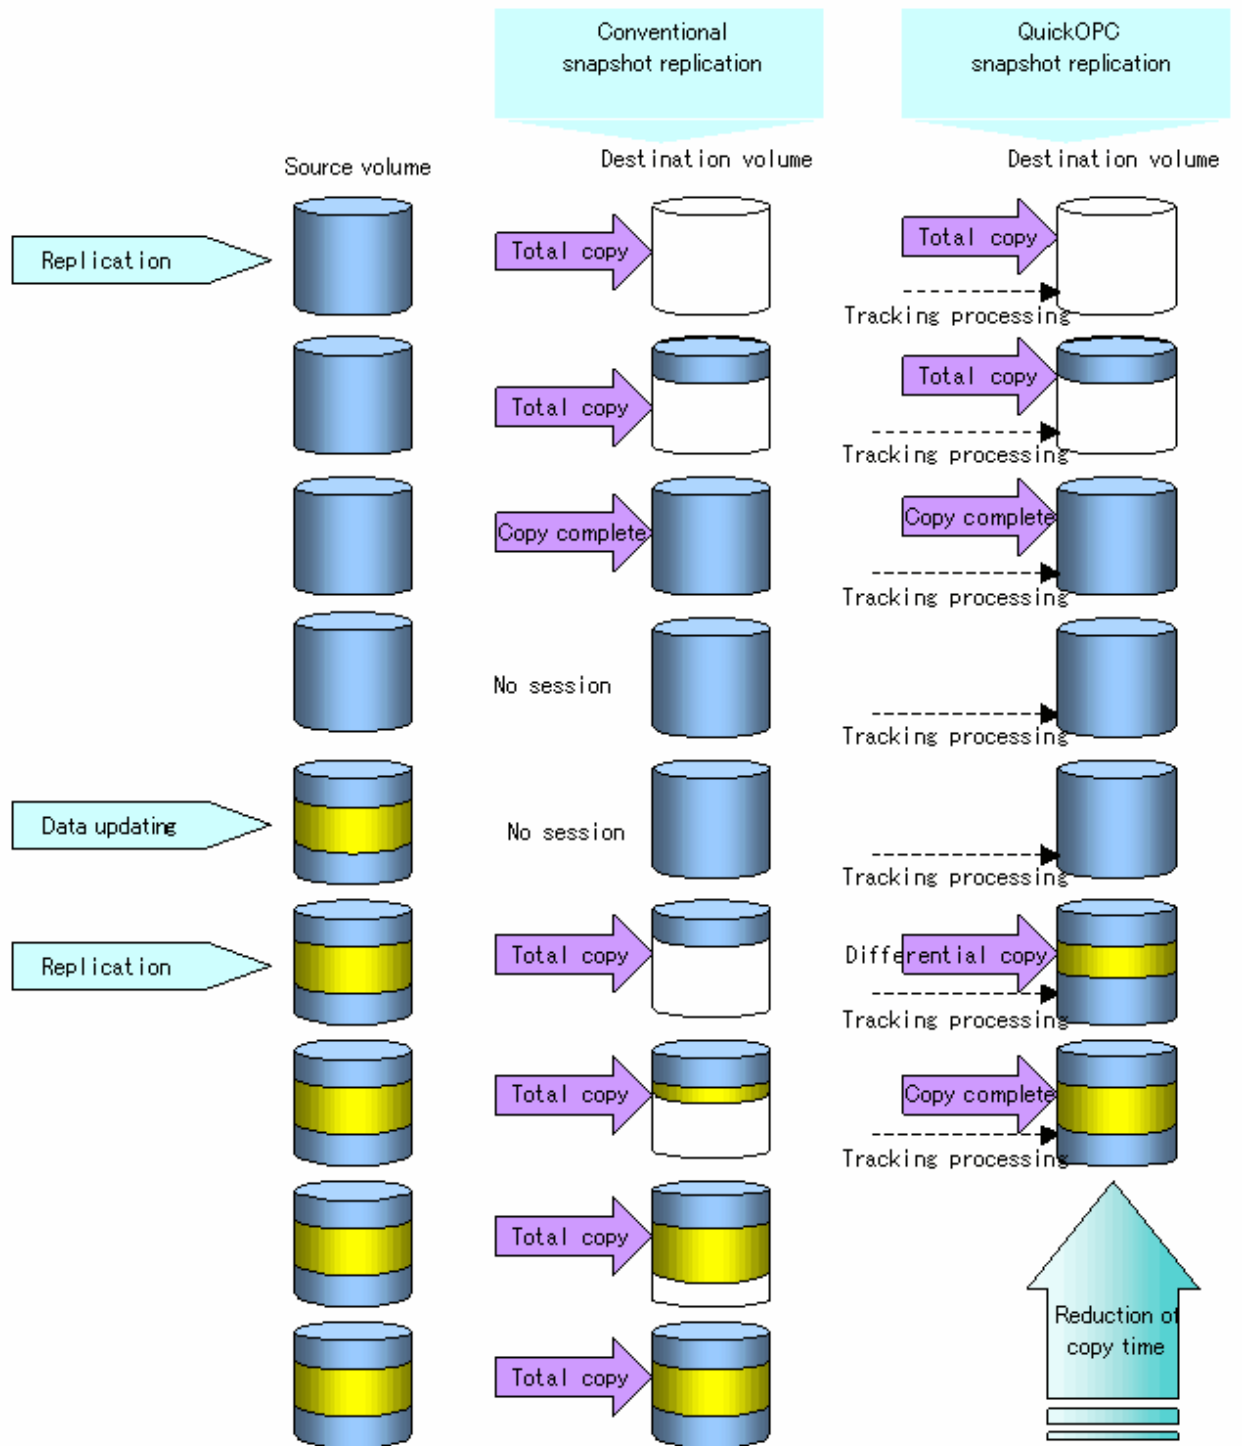 Conventional
snapshot replication
QuickOPC
snapshot replication
Source volume
Destination volume
Destination volume
Replication
Total copy
Total copy
Tracking processing
Total copy
Total copy
Tracking processing
Copy complete
Copy complete
Tracking processing
No session
Tracking processing
Data updating
No session
Tracking processing
Replication
Total copy
Differential copy
Tracking processing
Total copy
Copy complete
Tracking processing
Total copy
Reduction of
copy time
Total copy